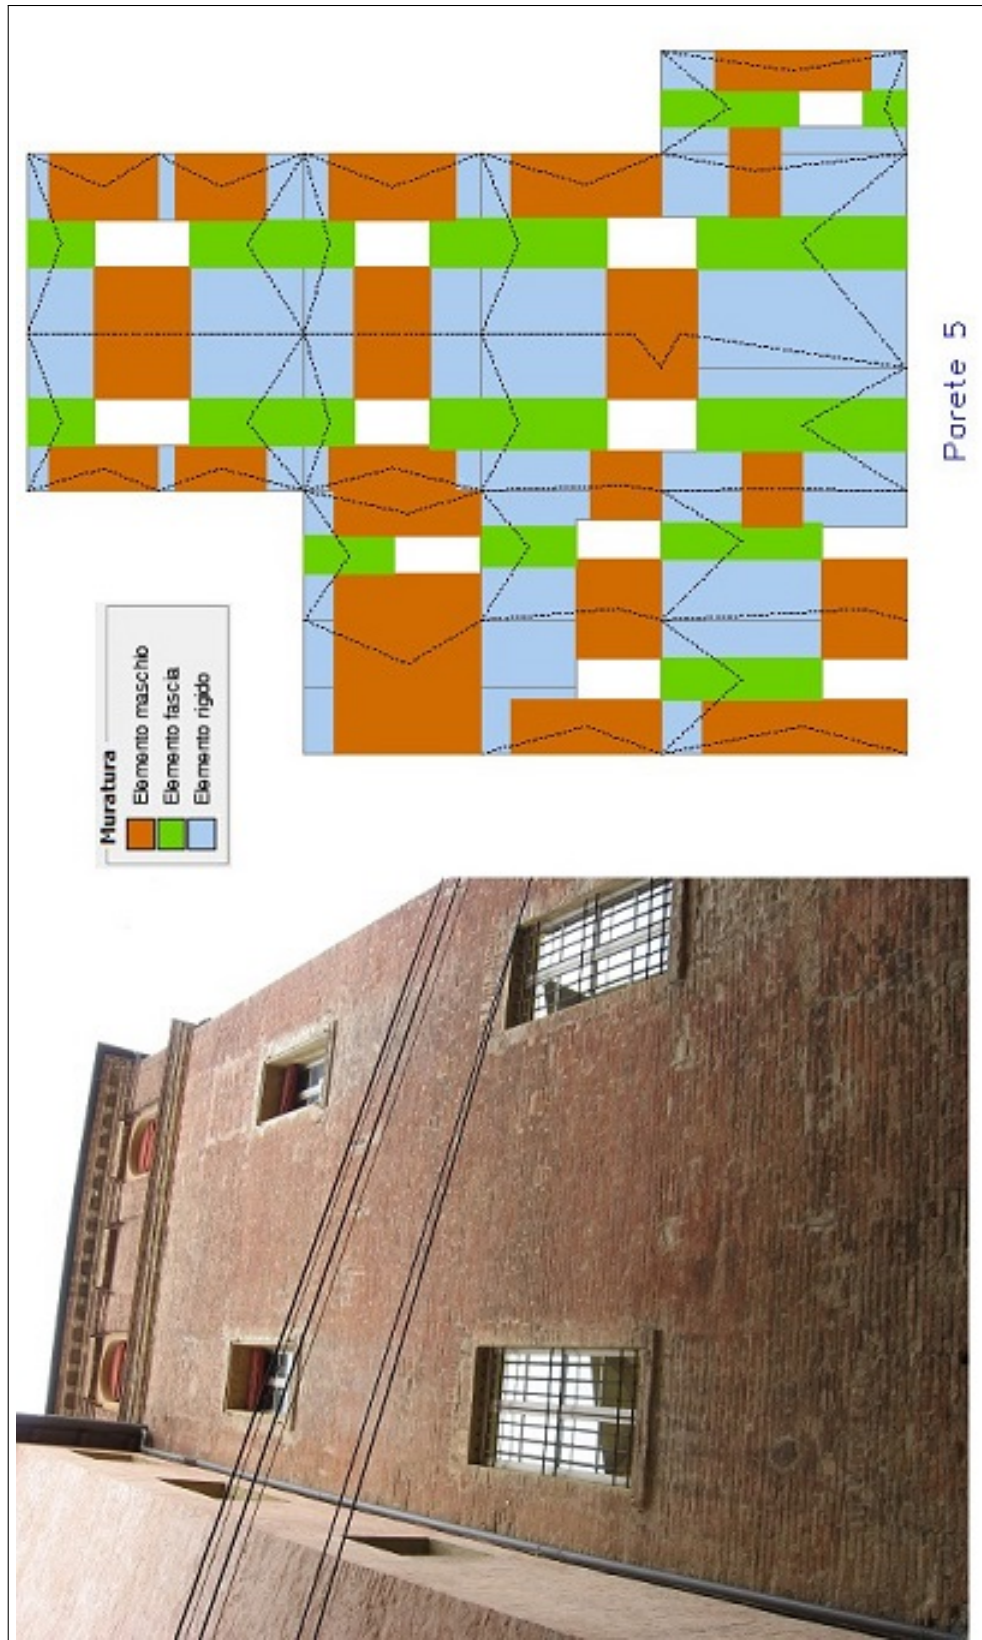 Muratura
Elemento maschio
Elemento fascia
Elemento rigido
Parete 5